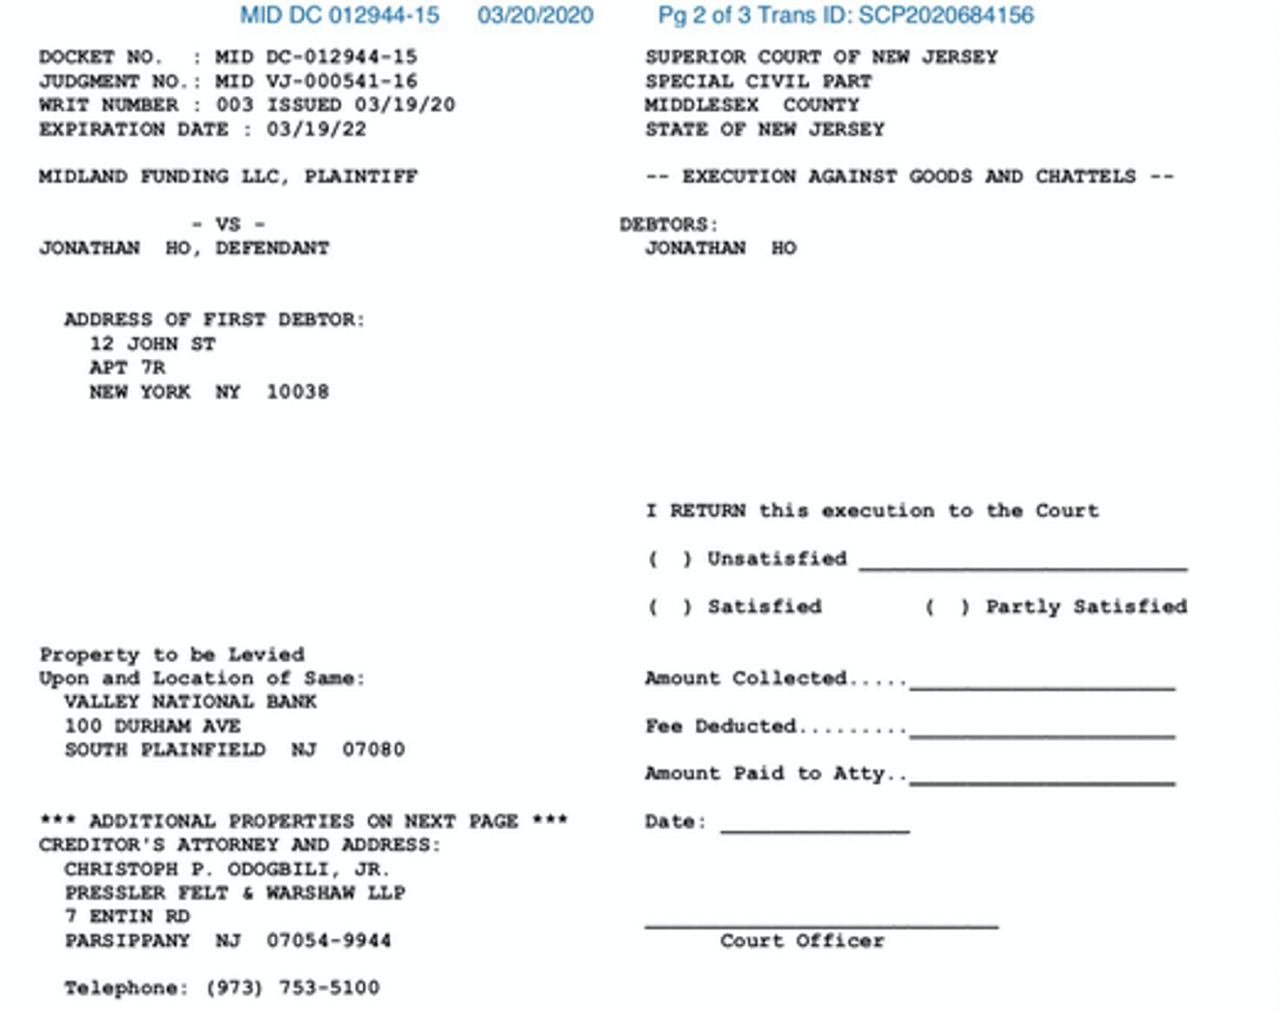 MID DC 012944-15 03/20/2020 Pg 2 of 3 Trans ID: SCP2020684156
DOCKET NO. : MID DC-012944-15
JUDGMENT NO.: MID VJ-000541-16
WRIT NUMBER : 003 ISSUED 03/19/20
EXPIRATION DATE : 03/19/22
SUPERIOR COURT OF NEW JERSEY
SPECIAL CIVIL PART
MIDDLESEX COUNTY
STATE OF NEW JERSEY
MIDLAND FUNDING LLC, PLAINTIFF
-- EXECUTION AGAINST GOODS AND CHATTELS --
- VS -
JONATHAN HO, DEFENDANT
DEBTORS:
JONATHAN HO
ADDRESS OF FIRST DEBTOR:
12 JOHN ST
APT 7R
NEW YORK NY 10038
I RETURN this execution to the Court
( ) Unsatisfied
( ) Satisfied ( ) Partly Satisfied
Property to be Levied
Upon and Location of Same:
VALLEY NATIONAL BANK
100 DURHAM AVE
SOUTH PLAINFIELD NJ 07080
Amount Collected.....
Fee Deducted.........
Amount Paid to Atty..
*** ADDITIONAL PROPERTIES ON NEXT PAGE ***
CREDITOR'S ATTORNEY AND ADDRESS:
CHRISTOPH P. ODOGBILI, JR.
PRESSLER FELT & WARSHAW LLP
7 ENTIN RD
PARSIPPANY NJ 07054-9944
Telephone: (973) 753-5100
Date:
Court Officer